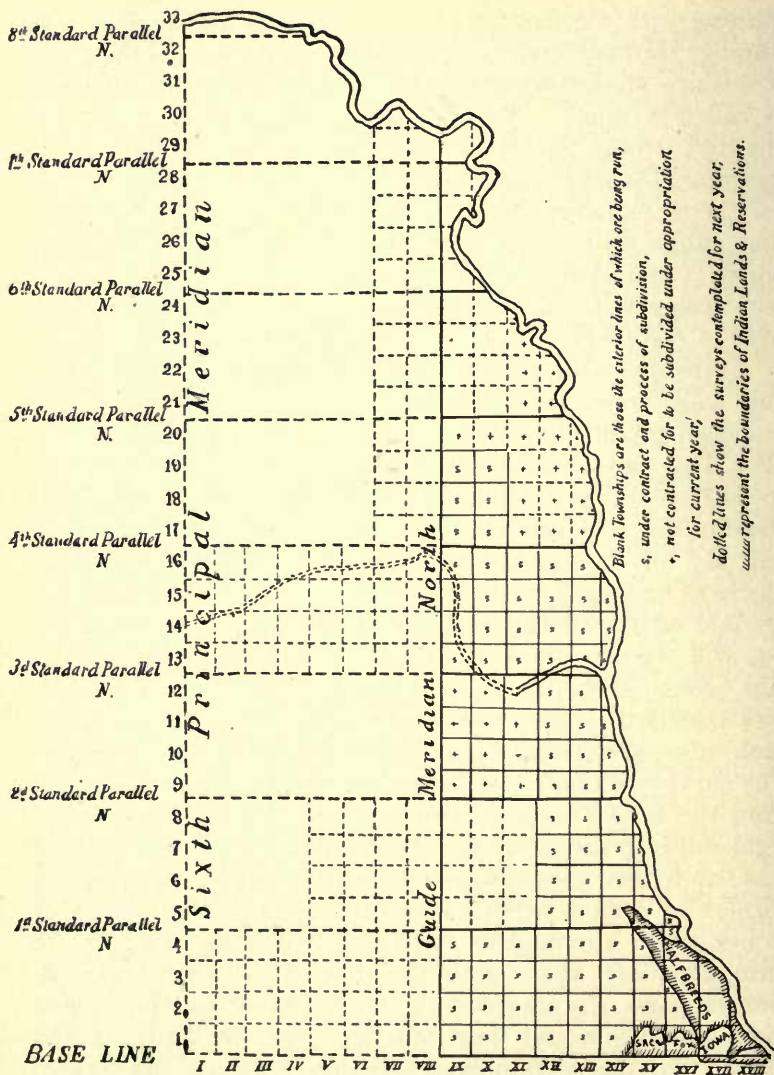 33
8th Standard Parallel
N.
32
31
30
29
7th Standard Parallel
N
28
27
26
25
6th Standard Parallel
N.
24
23
22
21
5th Standard Parallel
N.
20
19
18
17
4th Standard Parallel
N
16
15
14
13
3d Standard Parallel
N.
12
11
10
9
2d Standard Parallel
N
8
7
6
5
1st Standard Parallel
N
4
3
2
1
BASE LINE
I II III IV V VI VII VIII IX X XI XII XIII XIV XV XVI XVII XVIII
Sixth Principal Meridian
Guide Meridian North
HALFBREEDS
SACS
FOX
IOWA
Blank Townships are those the exterior lines of which are being run,
s, under contract and process of subdivision,
+, not contracted for to be subdivided under appropriation
for current year,
dotted lines show the surveys contemplated for next year,
represent the boundaries of Indian Lands & Reservations.